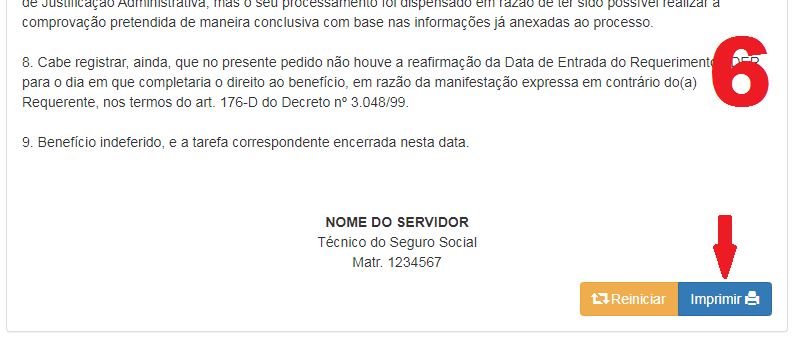 de Justificação Administrativa, mas o seu processamento foi dispensado em razão de ter sido possível realizar a
comprovação pretendida de maneira conclusiva com base nas informações já anexadas ao processo.
8. Cabe registrar, ainda, que no presente pedido não houve a reafirmação da Data de Entrada do Requerimento DER
para o dia em que completaria o direito ao benefício, em razão da manifestação expressa em contrário do(a)
Requerente, nos termos do art. 176-D do Decreto nº 3.048/99.
9. Benefício indeferido, e a tarefa correspondente encerrada nesta data.
6
NOME DO SERVIDOR
Técnico do Seguro Social
Matr. 1234567
Reiniciar Imprimir